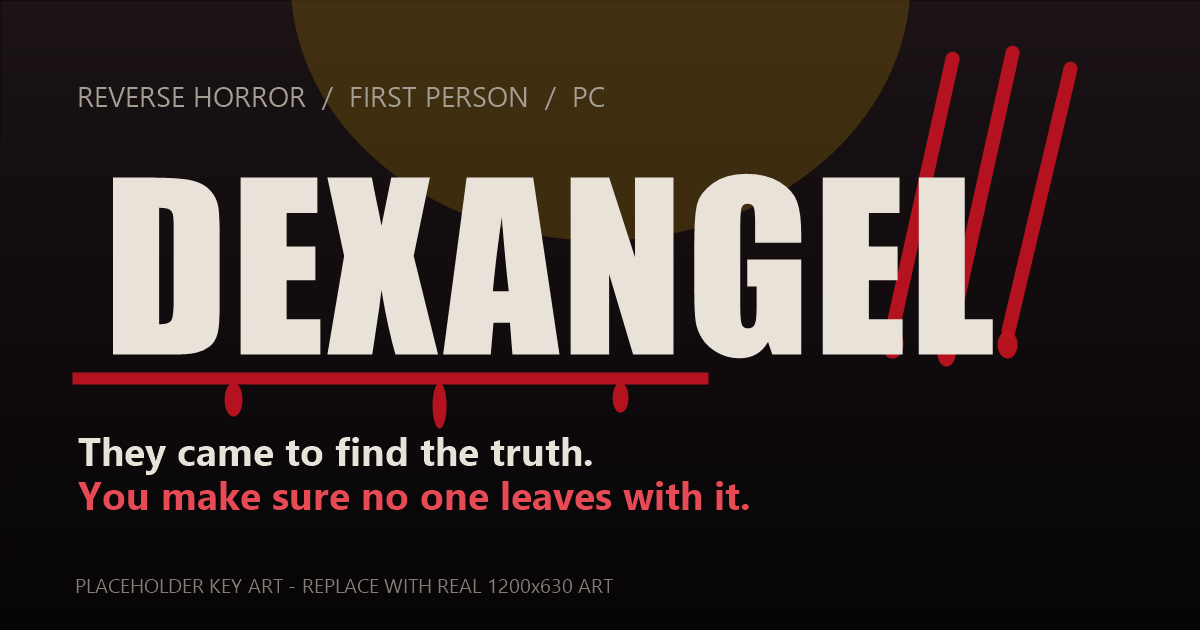 REVERSE HORROR / FIRST PERSON / PC
DEXANGEL
They came to find the truth.
You make sure no one leaves with it.
PLACEHOLDER KEY ART - REPLACE WITH REAL 1200x630 ART